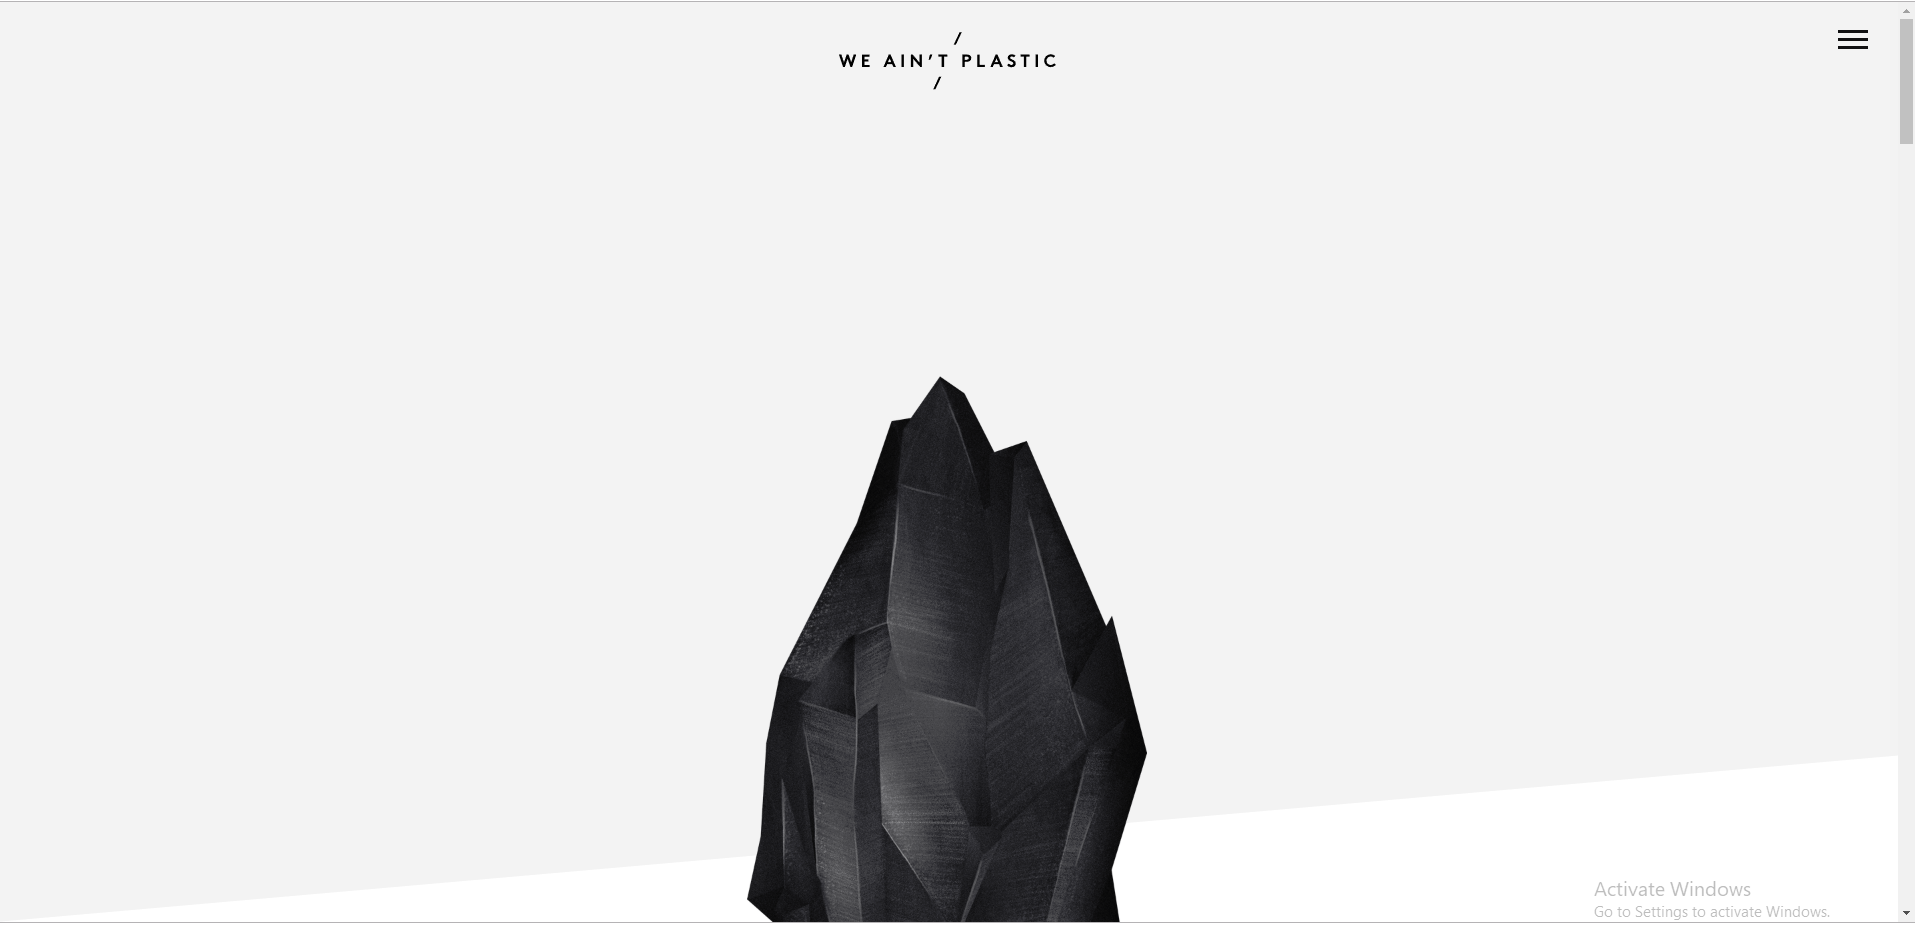 /
WE AIN'T PLASTIC
/
Activate Windows
Go to Settings to activate Windows.